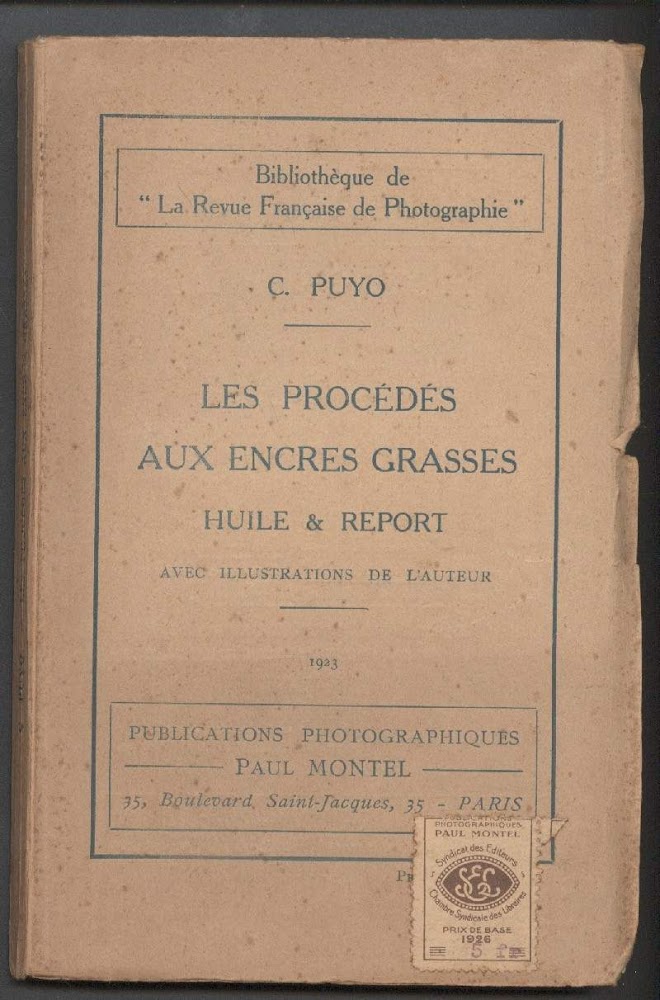 Bibliothèque de
“ La Revue Française de Photographie ”
C. PUYO
LES PROCÉDÉS
AUX ENCRES GRASSES
HUILE & REPORT
AVEC ILLUSTRATIONS DE L'AUTEUR
1923
PUBLICATIONS PHOTOGRAPHIQUES
PAUL MONTEL
35, Boulevard Saint-Jacques, 35 - PARIS
PUBLICATIONS
PHOTOGRAPHIQUES
PAUL MONTEL
Syndicat des Editeurs
Chambre Syndicale des Libraires
PRIX DE BASE
1926
5 f